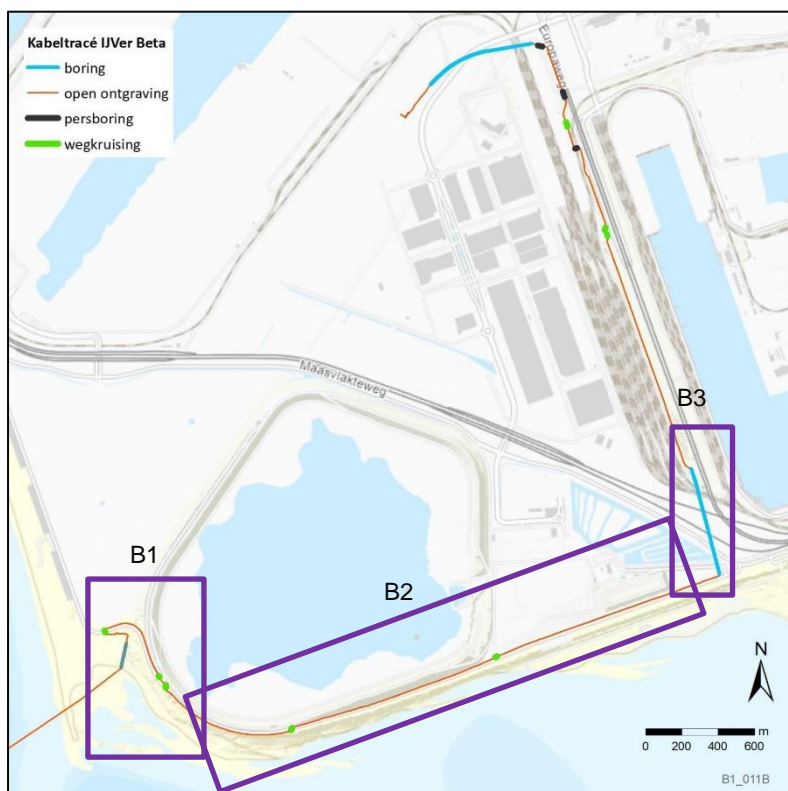 Kabeltracé IJVer Beta
boring
open ontgraving
persboring
wegkruising
Europaweg
Maasvlakteweg
B3
B1
B2
N
0 200 400 600 m
B1_011B